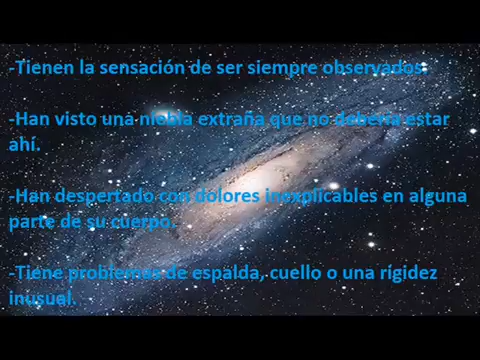 -Tienen la sensación de ser siempre observados.
-Han visto una niebla extraña que no debería estar
ahí.
-Han despertado con dolores inexplicables en alguna
parte de su cuerpo.
-Tiene problemas de espalda, cuello o una rigidez
inusual.